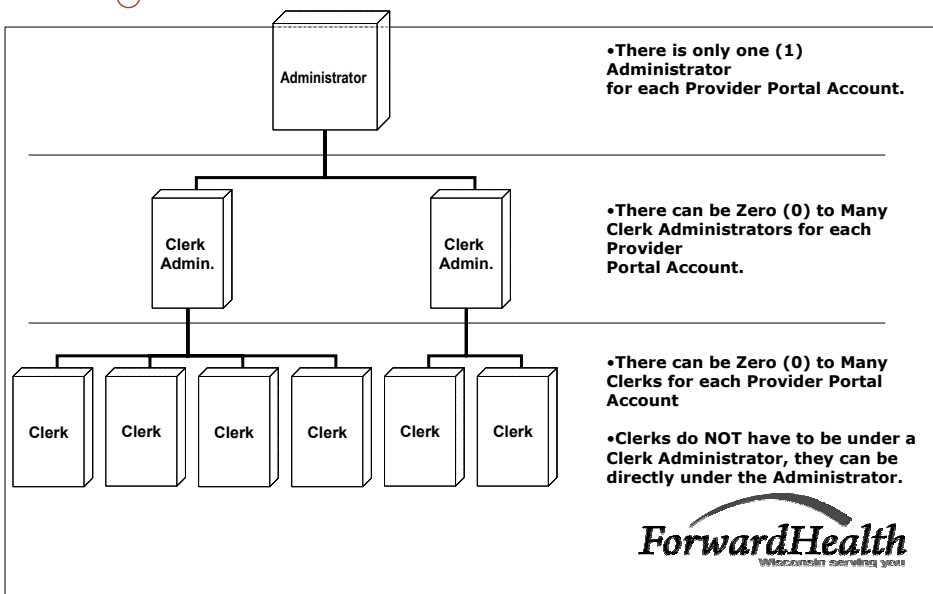 Administrator
•There is only one (1)
Administrator
for each Provider Portal Account.
Clerk
Admin.
Clerk
Admin.
•There can be Zero (0) to Many
Clerk Administrators for each
Provider
Portal Account.
Clerk
Clerk
Clerk
Clerk
Clerk
Clerk
•There can be Zero (0) to Many
Clerks for each Provider Portal
Account
•Clerks do NOT have to be under a
Clerk Administrator, they can be
directly under the Administrator.
ForwardHealth
Wisconsin serving you